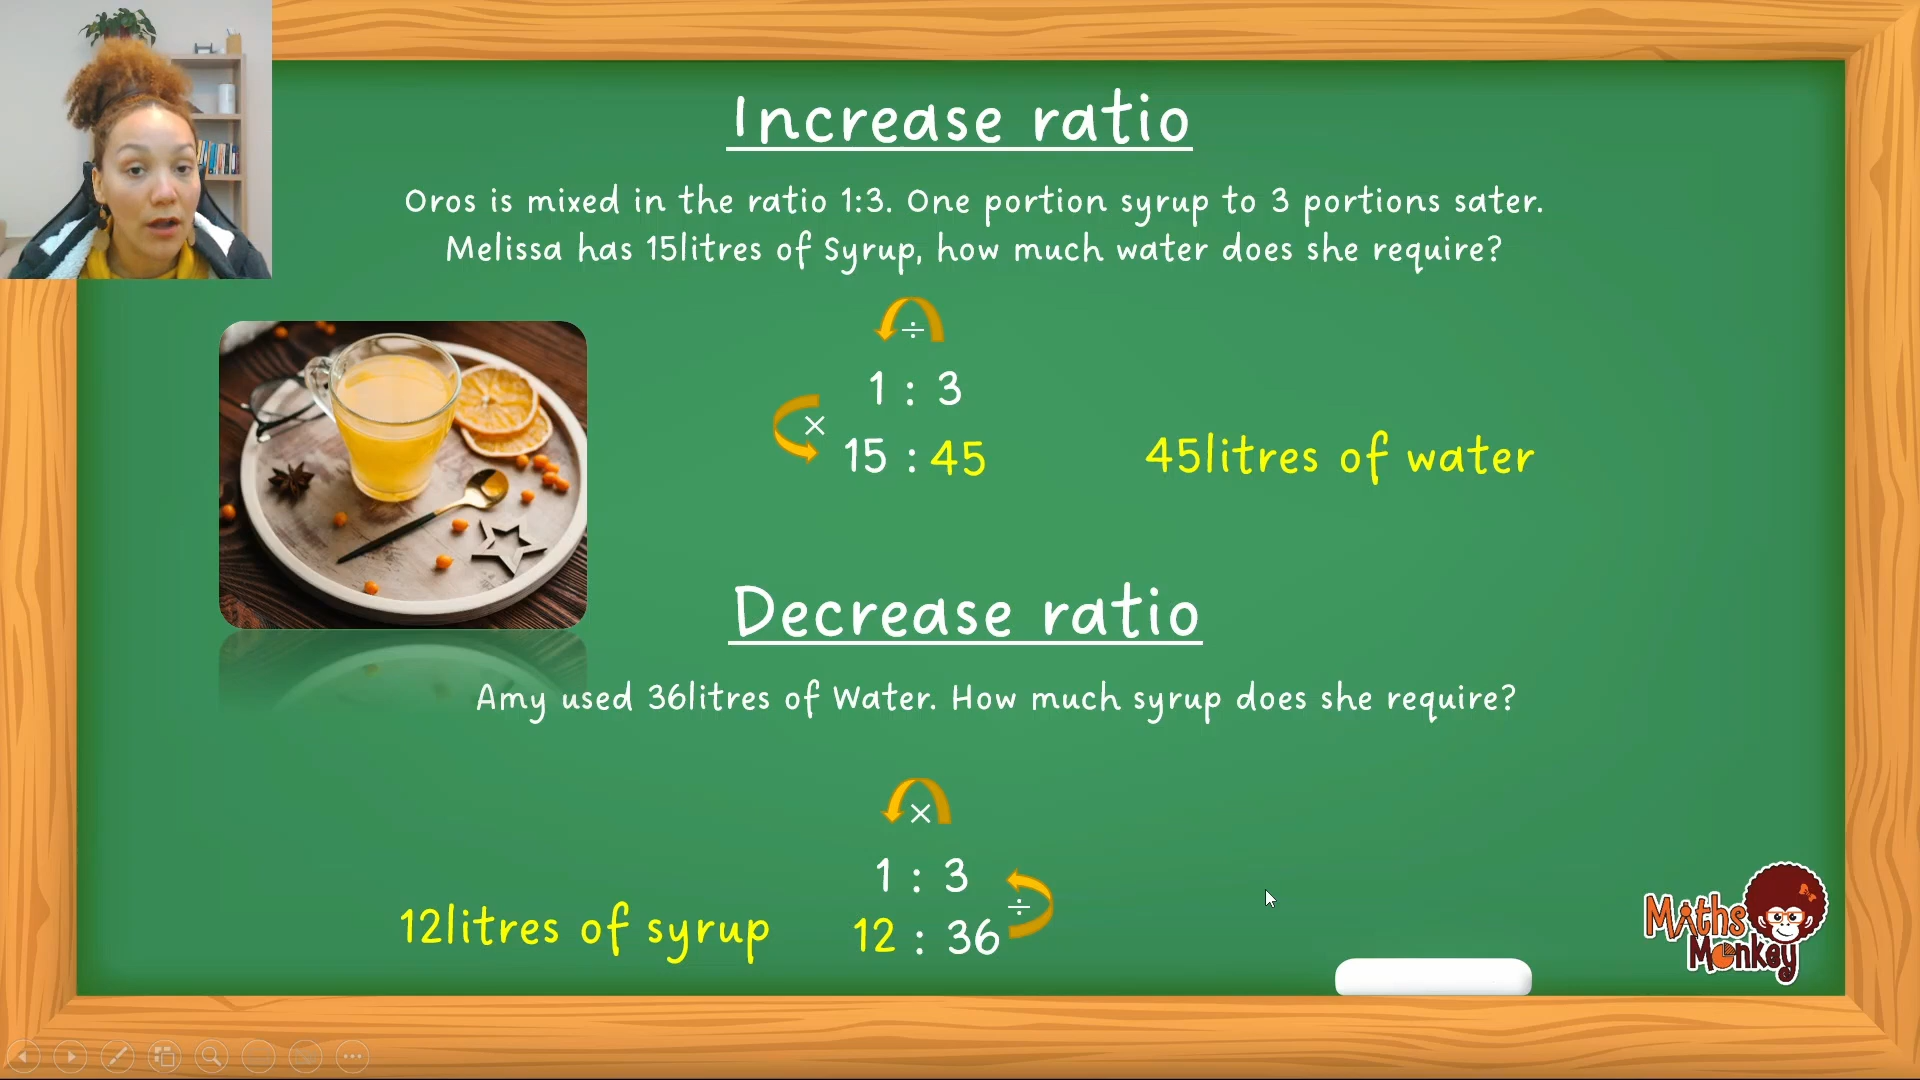 Increase ratio
Oros is mixed in the ratio 1:3. One portion syrup to 3 portions sater.
Melissa has 15litres of Syrup, how much water does she require?
÷
1 : 3
×
15 : 45
45litres of water
Decrease ratio
Amy used 36litres of Water. How much syrup does she require?
×
1 : 3
÷
12litres of syrup
12 : 36
Maths
Monkey